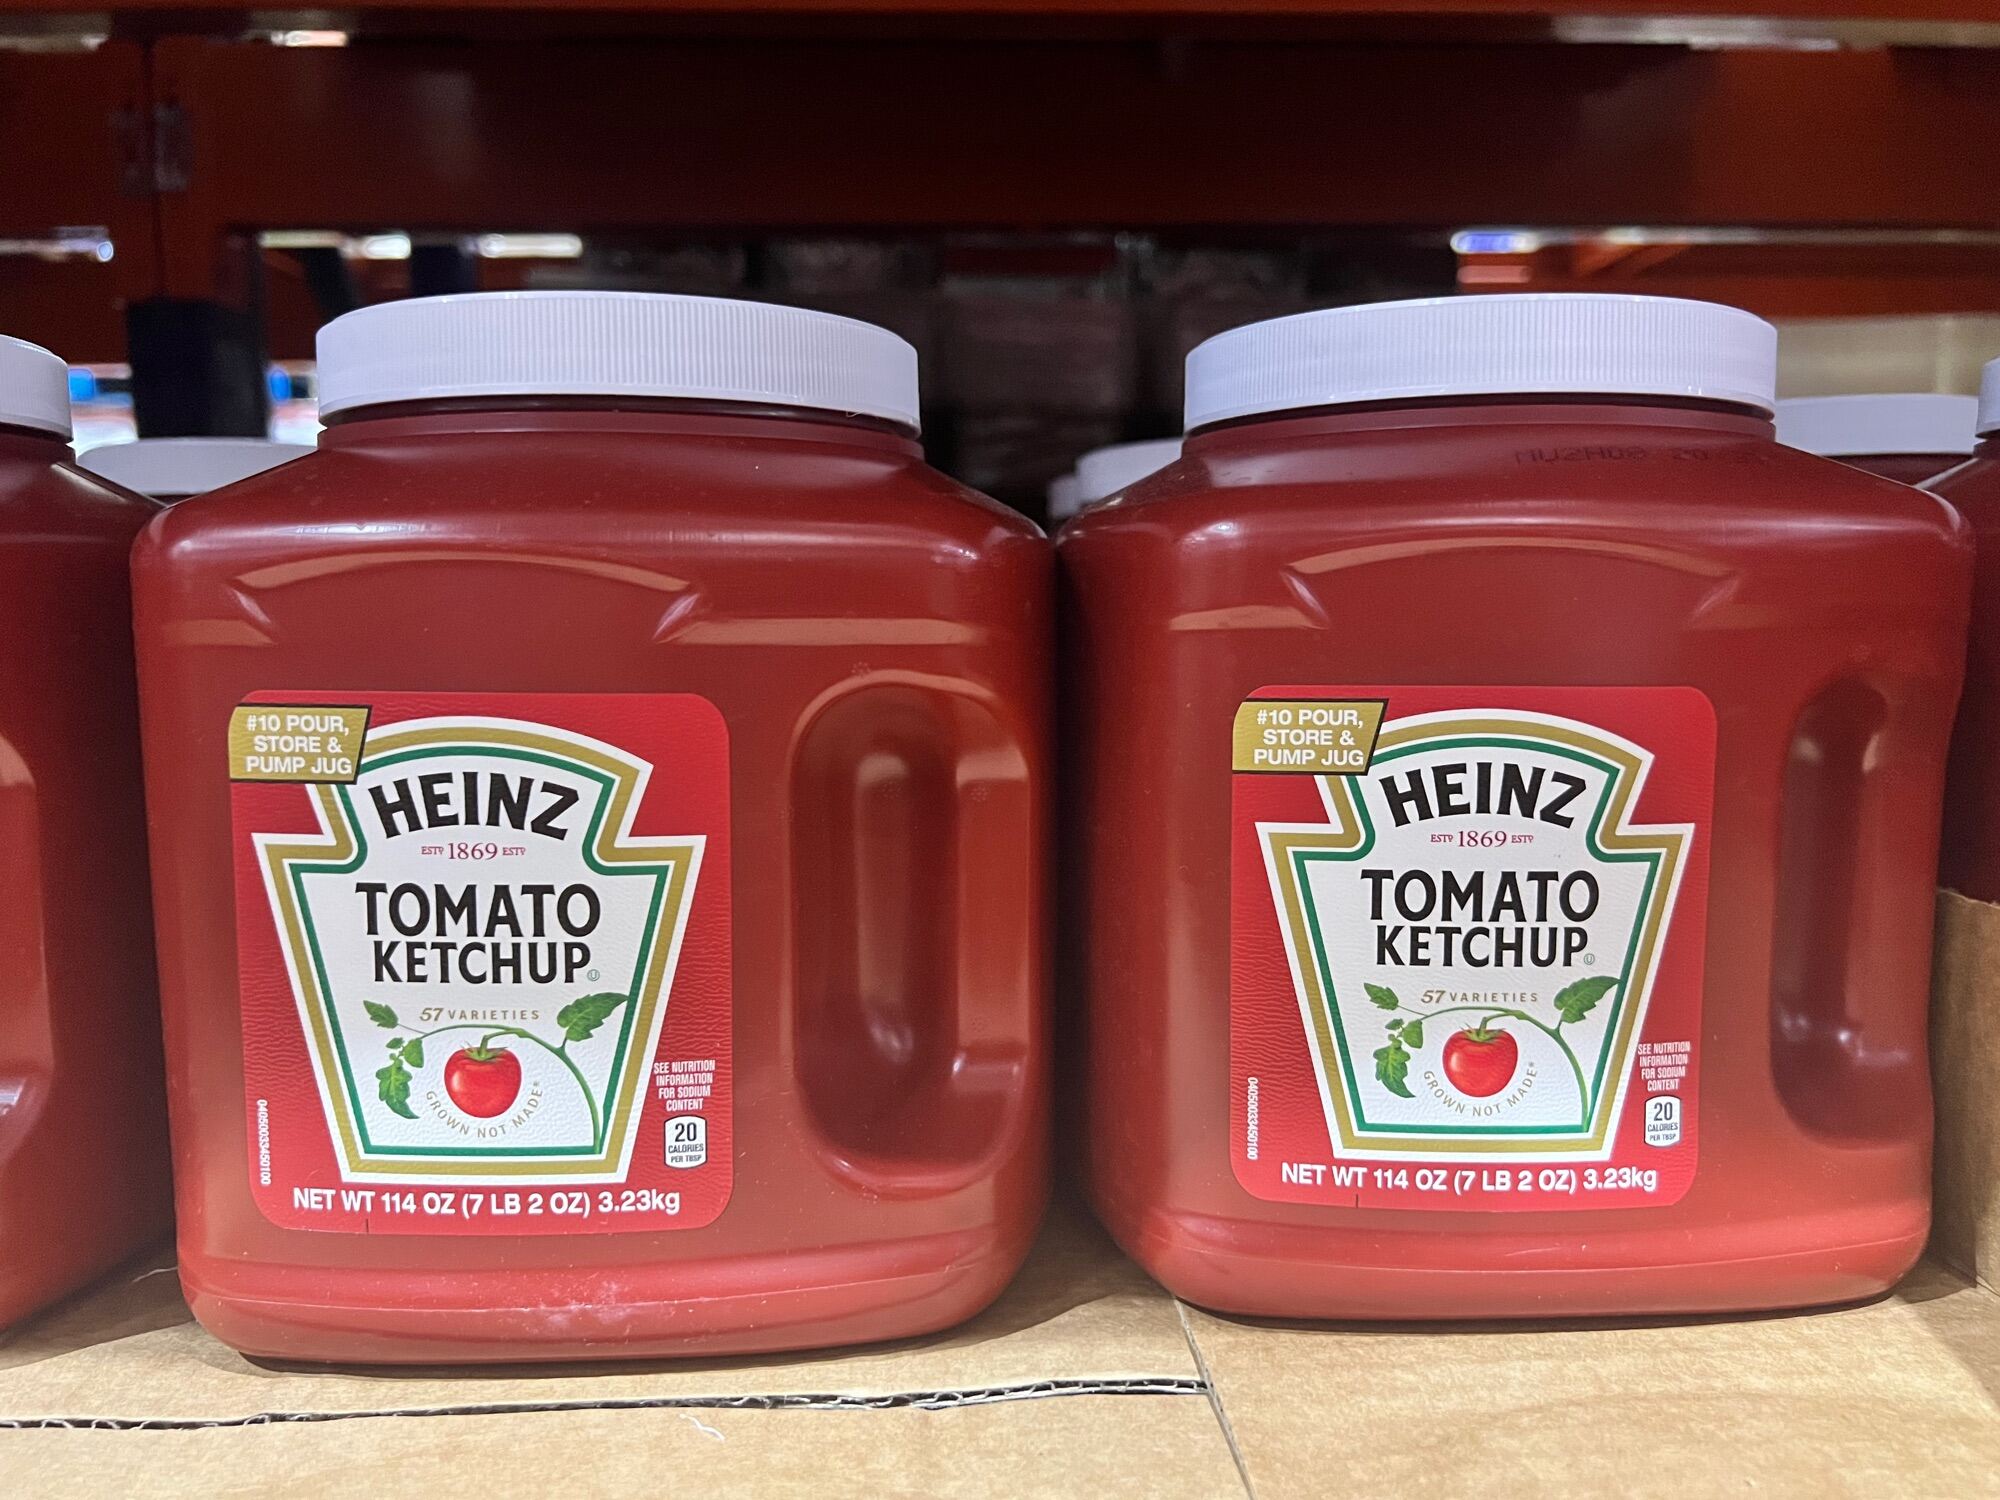 #10 POUR,
STORE &
PUMP JUG
HEINZ
ESTD 1869 ESTD
TOMATO
KETCHUP
57 VARIETIES
GROWN NOT MADE®
SEE NUTRITION
INFORMATION
FOR SODIUM
CONTENT
20
CALORIES
PER TBSP
NET WT 114 OZ (7 LB 2 OZ) 3.23kg
#10 POUR,
STORE &
PUMP JUG
HEINZ
ESTD 1869 ESTD
TOMATO
KETCHUP
57 VARIETIES
GROWN NOT MADE®
SEE NUTRITION
INFORMATION
FOR SODIUM
CONTENT
20
CALORIES
PER TBSP
NET WT 114 OZ (7 LB 2 OZ) 3.23kg